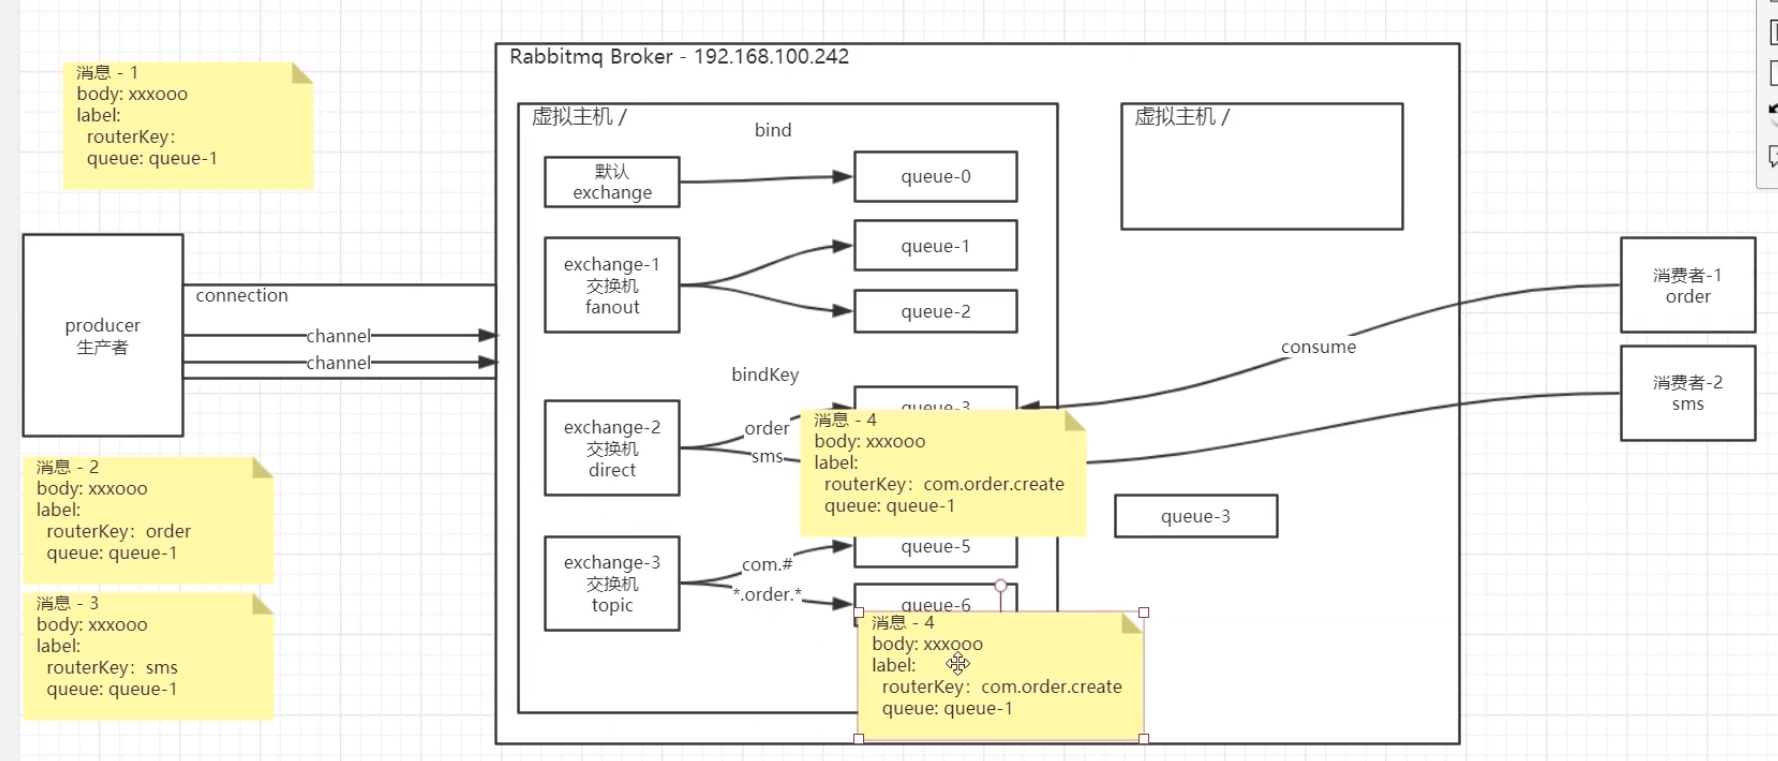 Rabbitmq Broker - 192.168.100.242
消息 - 1
body: xxxooo
label:
routerKey:
queue: queue-1
虚拟主机 /
bind
默认
exchange
queue-0
exchange-1
交换机
fanout
queue-1
queue-2
虚拟主机 /
producer
生产者
connection
channel
channel
消费者-1
order
消费者-2
sms
consume
bindKey
exchange-2
交换机
direct
order
sms
queue-3
消息 - 4
body: xxxooo
label:
routerKey: com.order.create
queue: queue-1
queue-3
消息 - 2
body: xxxooo
label:
routerKey: order
queue: queue-1
exchange-3
交换机
topic
com.#
*.order.*
queue-5
queue-6
消息 - 3
body: xxxooo
label:
routerKey: sms
queue: queue-1
消息 - 4
body: xxxooo
label:
routerKey: com.order.create
queue: queue-1